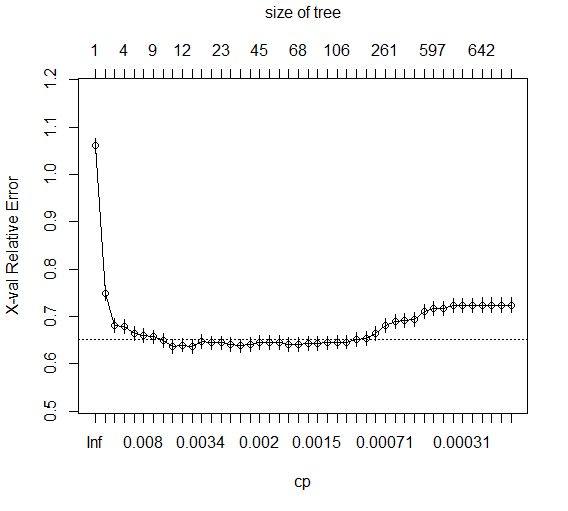 size of tree
1 4 9 12 23 45 68 106 261 597 642
1.2
1.1
1.0
0.9
0.8
0.7
0.6
0.5
X-val Relative Error
Inf 0.008 0.0034 0.002 0.0015 0.00071 0.00031
cp